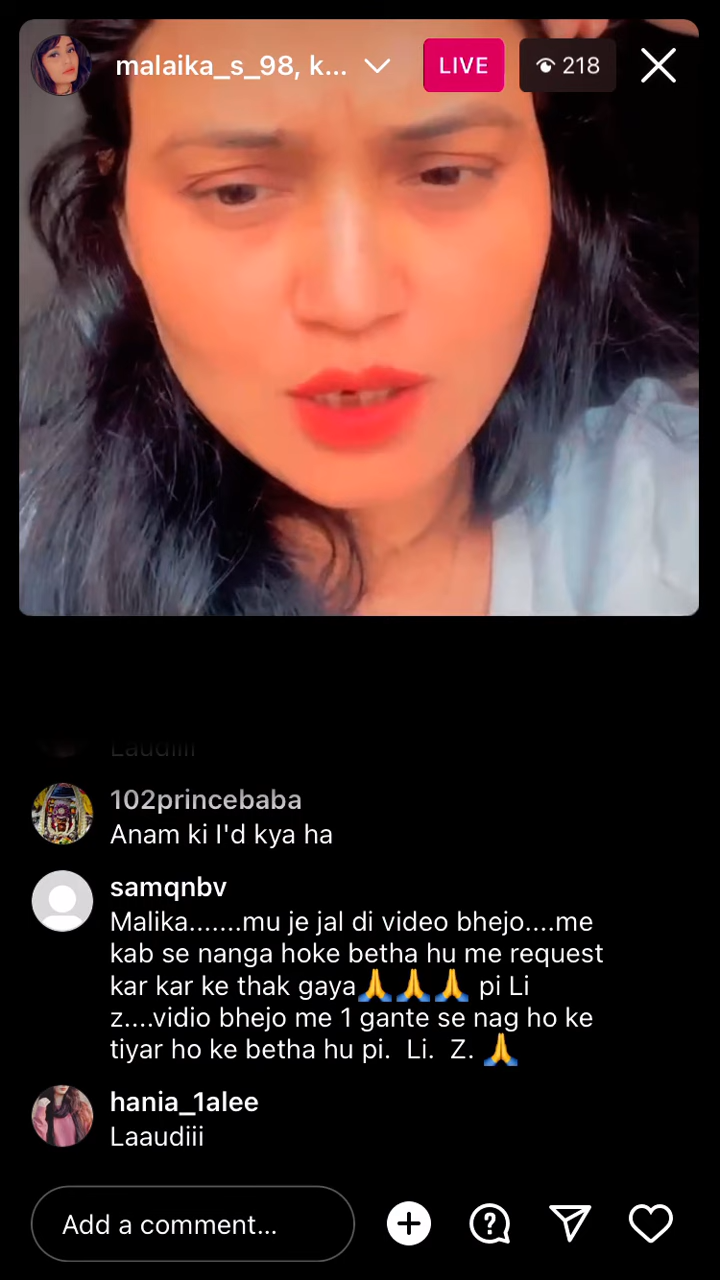 malaika_s_98, k...
LIVE
218
Laudiiii
102princebaba
Anam ki I'd kya ha
samqnbv
Malika.......mu je jal di video bhejo....me
kab se nanga hoke betha hu me request
kar kar ke thak gaya🙏🙏🙏 pi Li
z....vidio bhejo me 1 gante se nag ho ke
tiyar ho ke betha hu pi.  Li.  Z. 🙏
hania_1alee
Laaudiii
Add a comment...